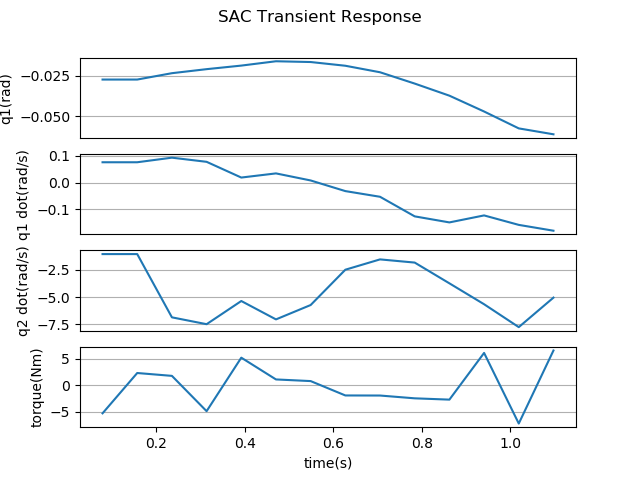 SAC Transient Response
q1(rad)
−0.025
−0.050
q1 dot(rad/s)
0.1
0.0
−0.1
q2 dot(rad/s)
−2.5
−5.0
−7.5
torque(Nm)
5
0
−5
0.2 0.4 0.6 0.8 1.0
time(s)